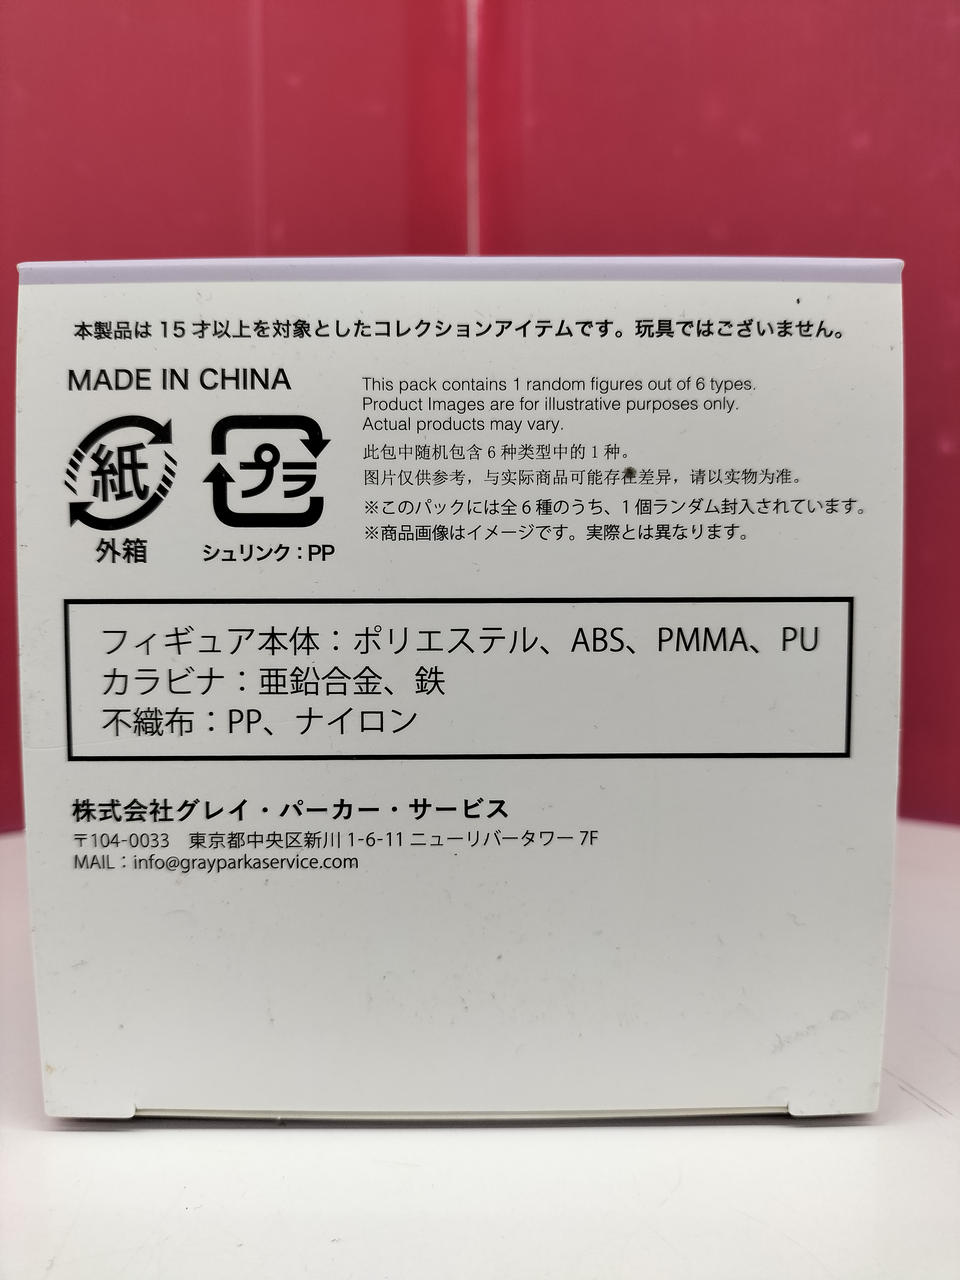 本製品は 15 才以上を対象としたコレクションアイテムです。玩具ではございません。
MADE IN CHINA
紙
外箱
プラ
シュリンク：PP
This pack contains 1 random figures out of 6 types.
Product Images are for illustrative purposes only.
Actual products may vary.
此包中随机包含 6 种类型中的 1 种。
图片仅供参考，与实际商品可能存在差异，请以实物为准。
※このパックには全 6 種のうち、1 個ランダム封入されています。
※商品画像はイメージです。実際とは異なります。
フィギュア本体：ポリエステル、ABS、PMMA、PU
カラビナ：亜鉛合金、鉄
不織布：PP、ナイロン
株式会社グレイ・パーカー・サービス
〒104-0033　東京都中央区新川 1-6-11 ニューリバータワー 7F
MAIL：info@grayparkaservice.com